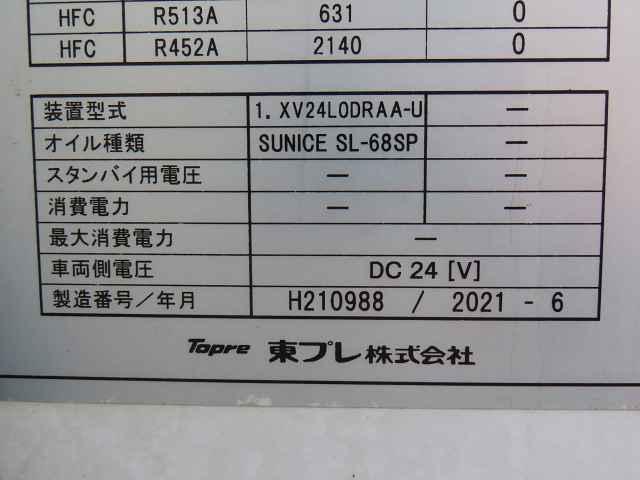 HFC R513A 631 0
HFC R452A 2140 0
装置型式 1. XV24LODRAA-U —
オイル種類 SUNICE SL-68SP —
スタンバイ用電圧 — —
消費電力 — —
最大消費電力 —
車両側電圧 DC 24 [V]
製造番号/年月 H210988 / 2021 - 6
Topre 東プレ株式会社